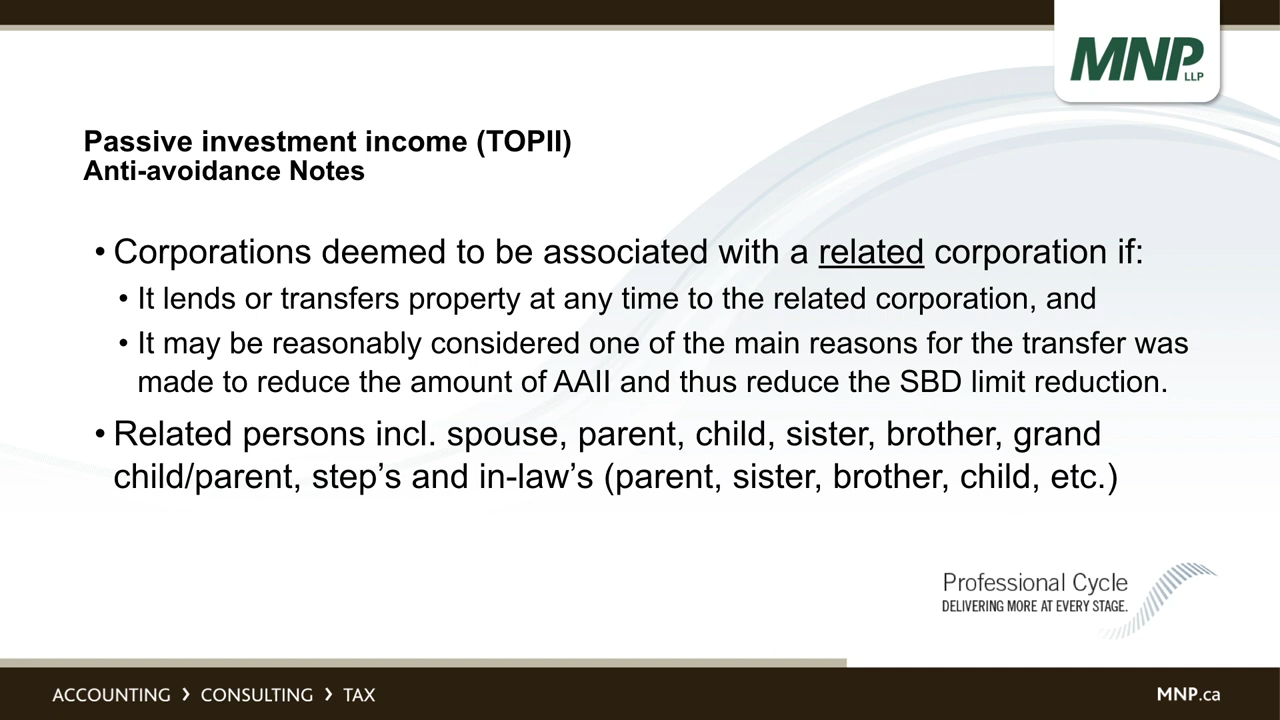 MNP
LLP
Passive investment income (TOPII)
Anti-avoidance Notes
• Corporations deemed to be associated with a related corporation if:
• It lends or transfers property at any time to the related corporation, and
• It may be reasonably considered one of the main reasons for the transfer was
made to reduce the amount of AAII and thus reduce the SBD limit reduction.
• Related persons incl. spouse, parent, child, sister, brother, grand
child/parent, step’s and in-law’s (parent, sister, brother, child, etc.)
Professional Cycle
DELIVERING MORE AT EVERY STAGE.
ACCOUNTING › CONSULTING › TAX
MNP.ca